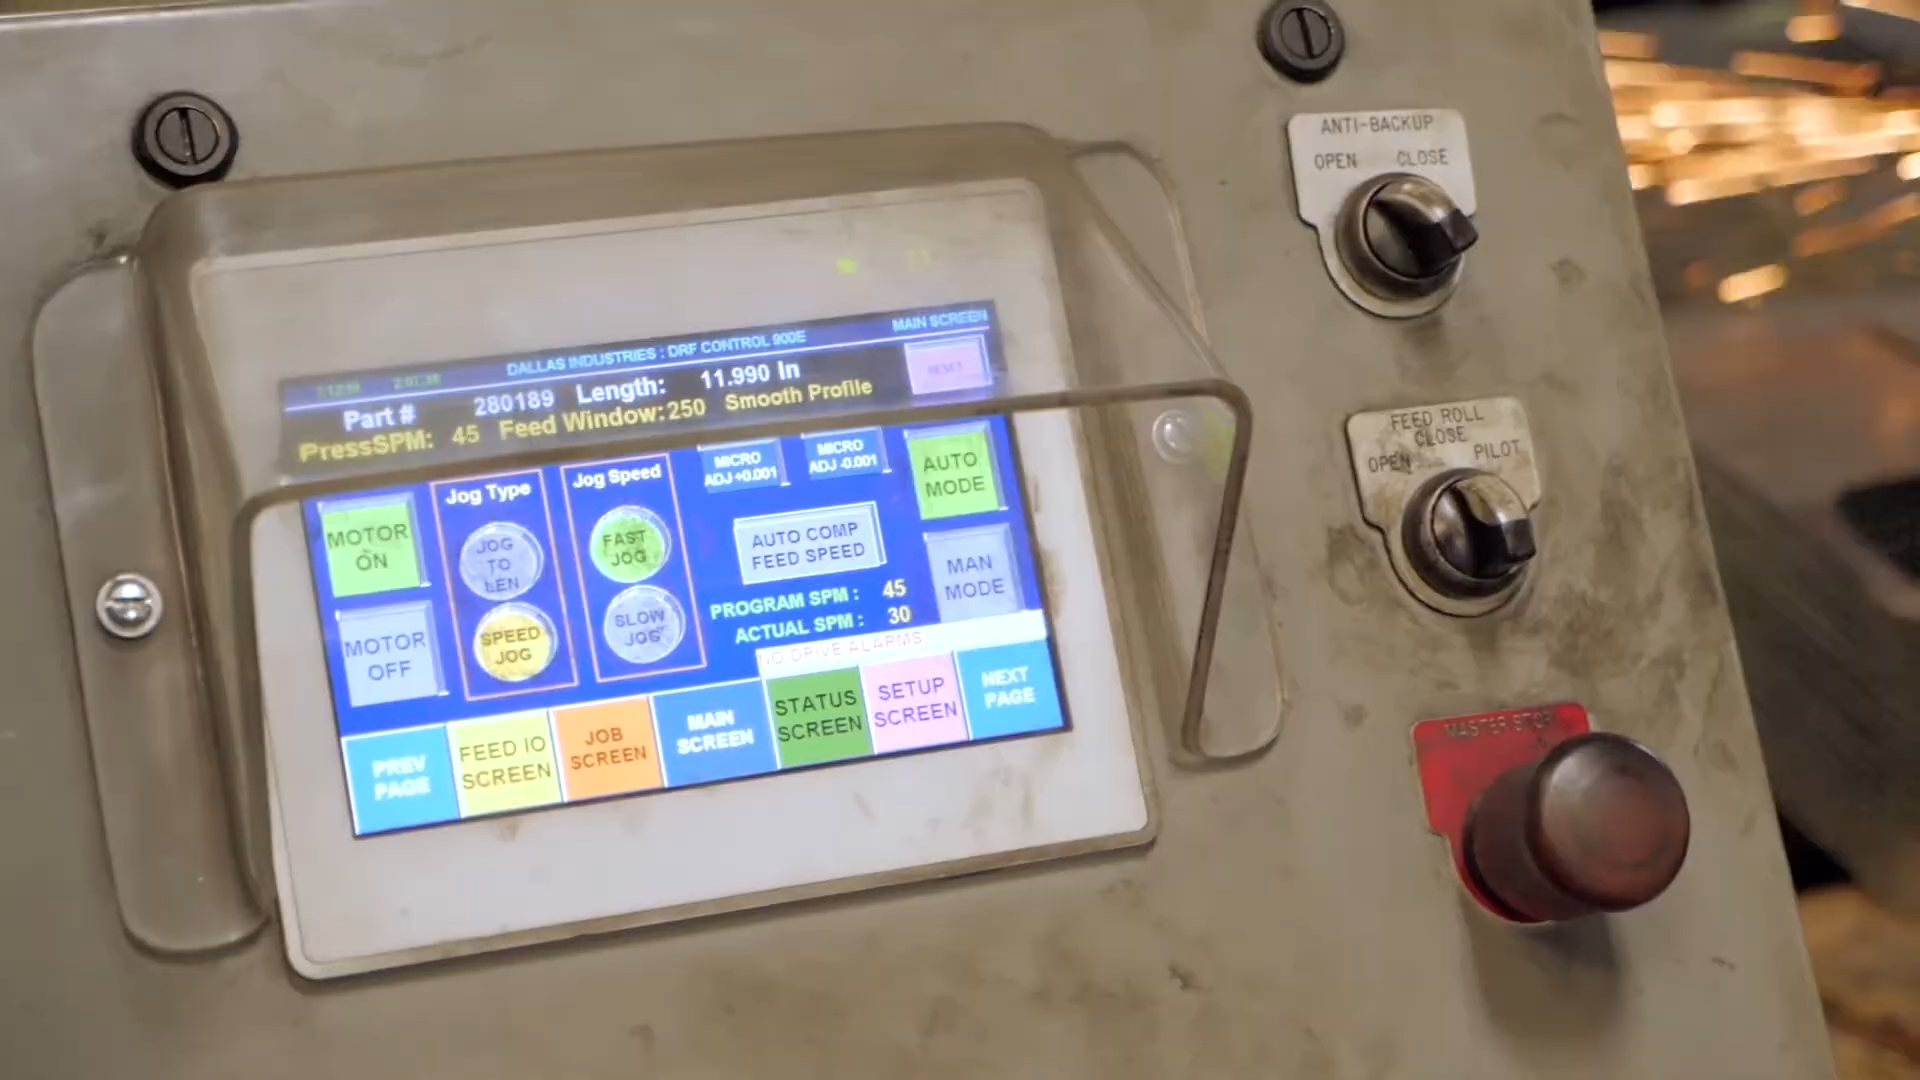 ANTI-BACKUP
OPEN CLOSE
DALLAS INDUSTRIES : DRF CONTROL 900E
MAIN SCREEN
Part # 280189 Length: 11.990 In
RESET
PressSPM: 45 Feed Window:250 Smooth Profile
MOTOR
ON
MOTOR
OFF
Jog Type
JOG
TO
LEN
SPEED
JOG
Jog Speed
FAST
JOG
SLOW
JOG
MICRO
ADJ +0.001
MICRO
ADJ -0.001
AUTO COMP
FEED SPEED
PROGRAM SPM : 45
ACTUAL SPM : 30
NO DRIVE ALARMS
AUTO
MODE
MAN
MODE
PREV
PAGE
FEED IO
SCREEN
JOB
SCREEN
MAIN
SCREEN
STATUS
SCREEN
SETUP
SCREEN
NEXT
PAGE
FEED ROLL
CLOSE
OPEN PILOT
MASTER STOP